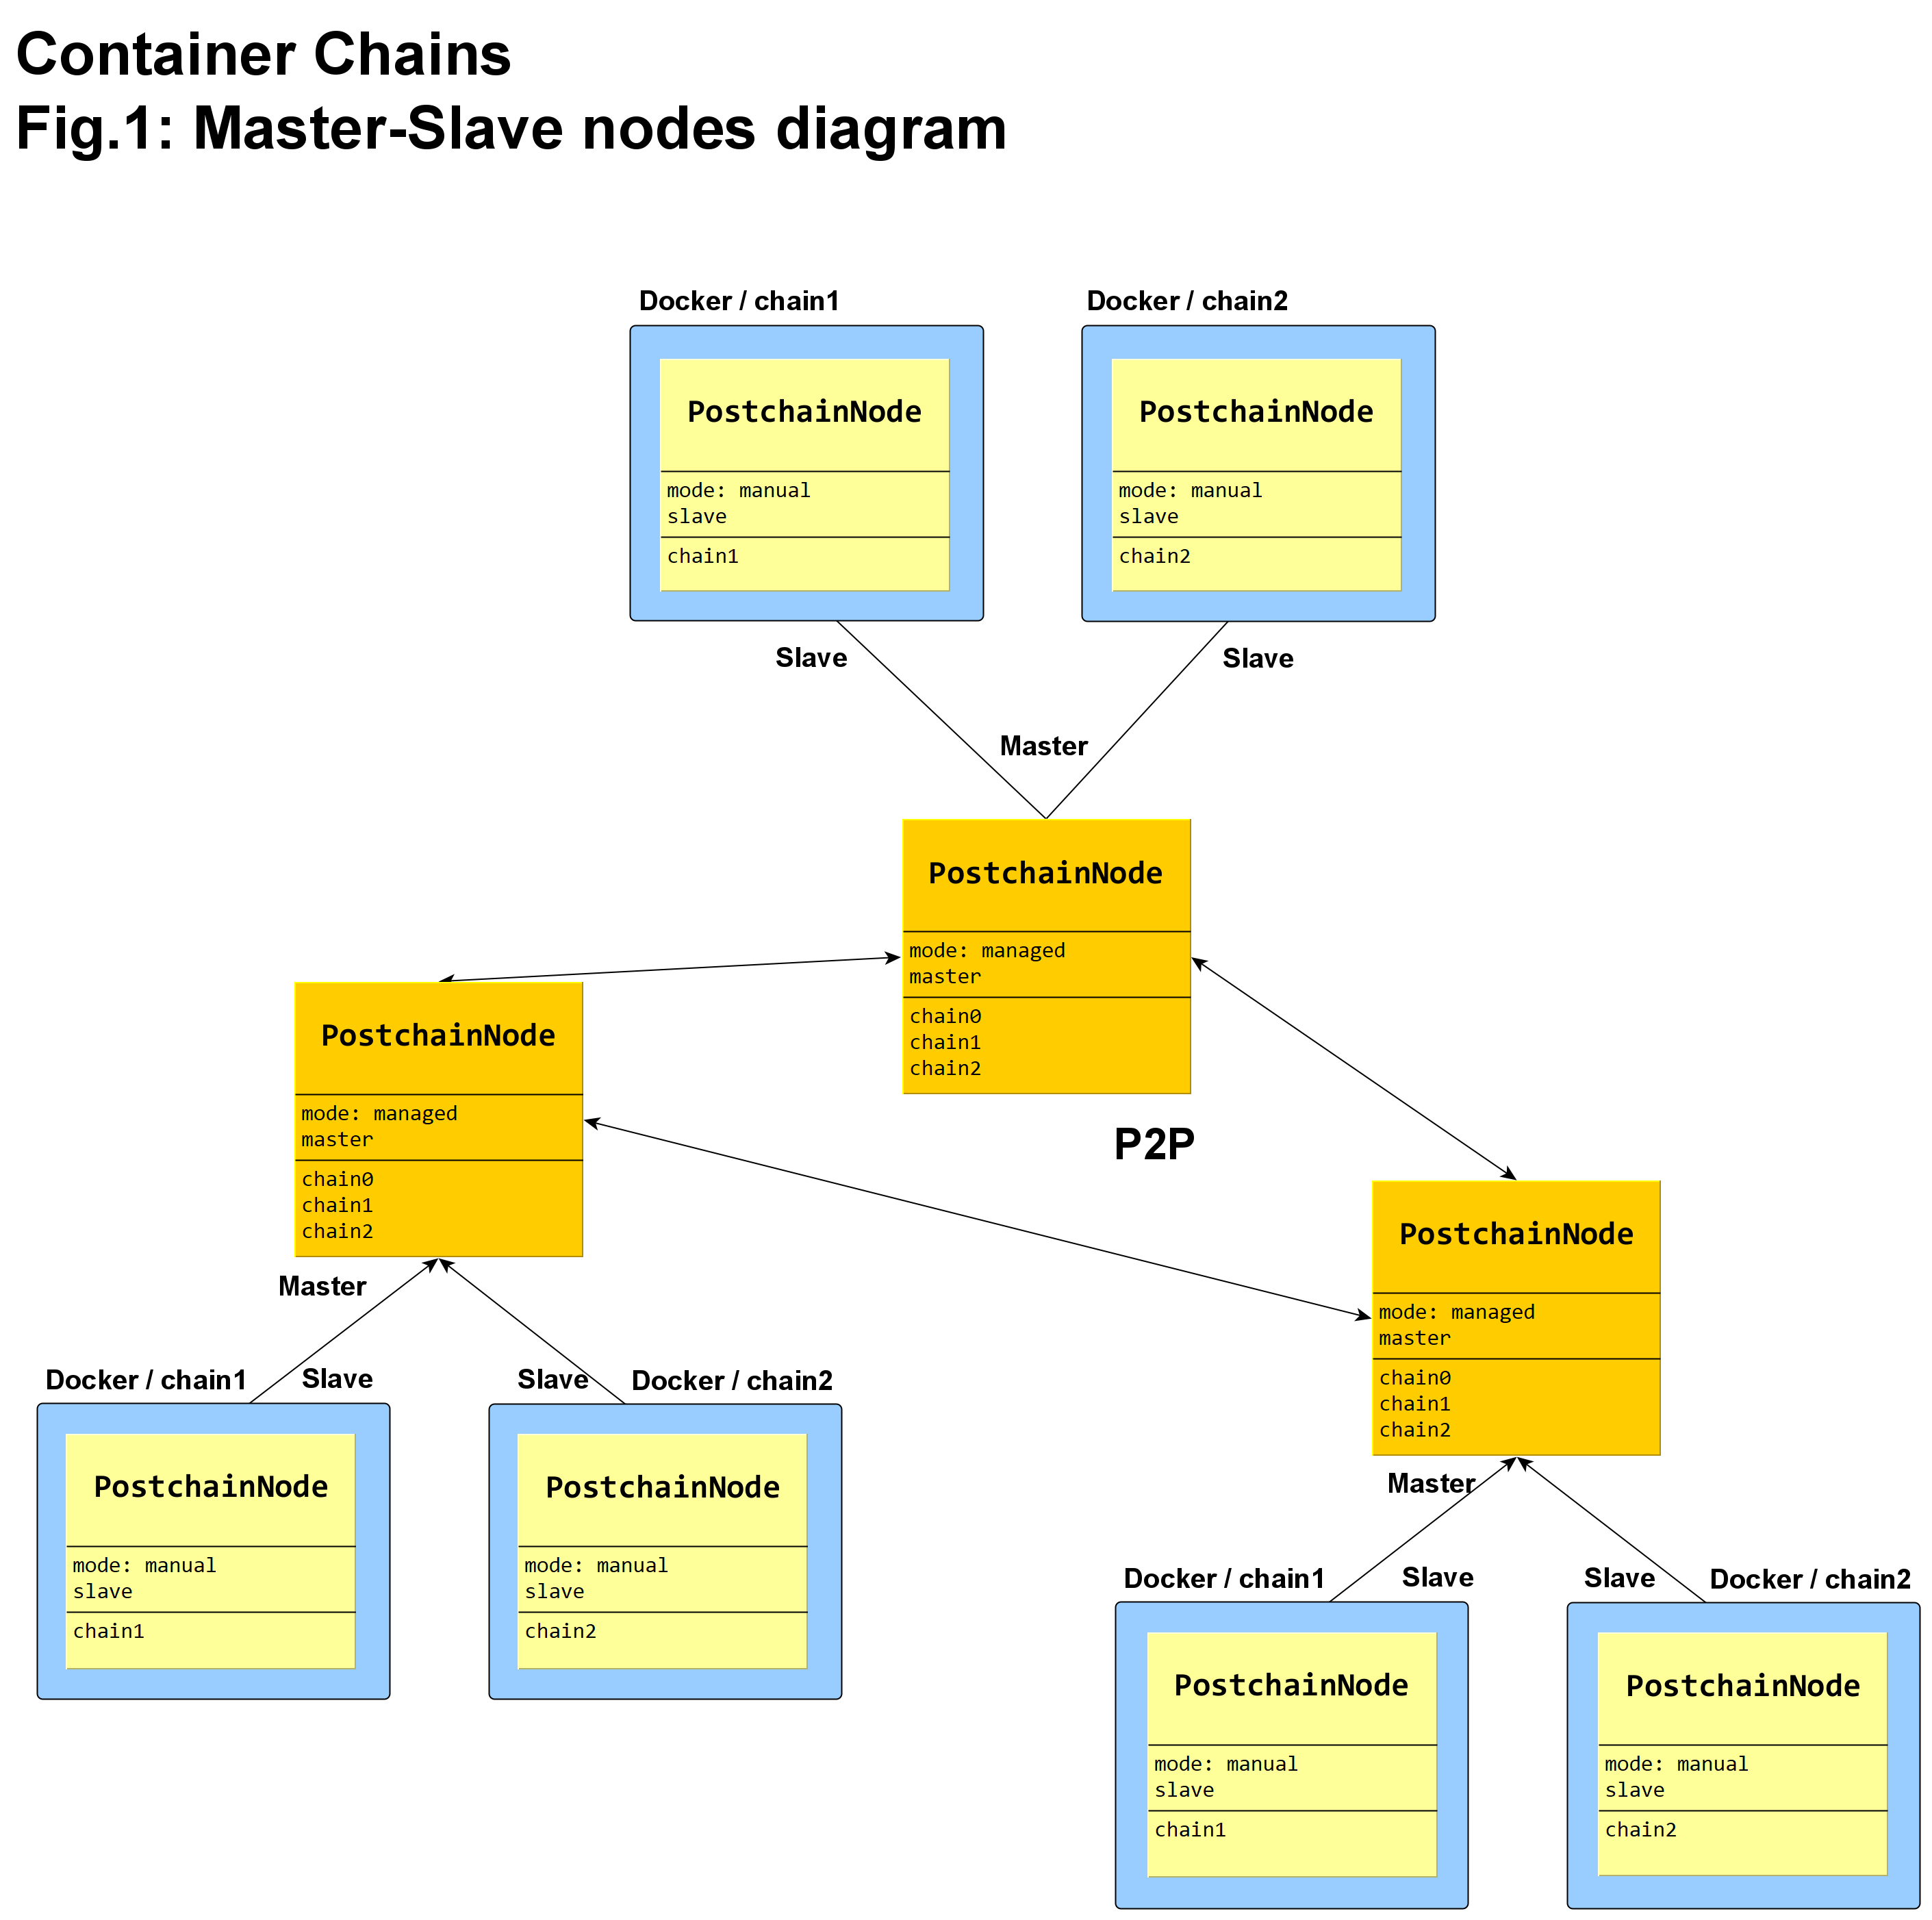 Container Chains
Fig.1: Master-Slave nodes diagram
Docker / chain1
PostchainNode
mode: manual
slave
chain1
Docker / chain2
PostchainNode
mode: manual
slave
chain2
Slave
Slave
Master
PostchainNode
mode: managed
master
chain0
chain1
chain2
PostchainNode
mode: managed
master
chain0
chain1
chain2
P2P
PostchainNode
mode: managed
master
chain0
chain1
chain2
Master
Docker / chain1
Slave
Slave
Docker / chain2
PostchainNode
mode: manual
slave
chain1
PostchainNode
mode: manual
slave
chain2
Master
Docker / chain1
Slave
Slave
Docker / chain2
PostchainNode
mode: manual
slave
chain1
PostchainNode
mode: manual
slave
chain2